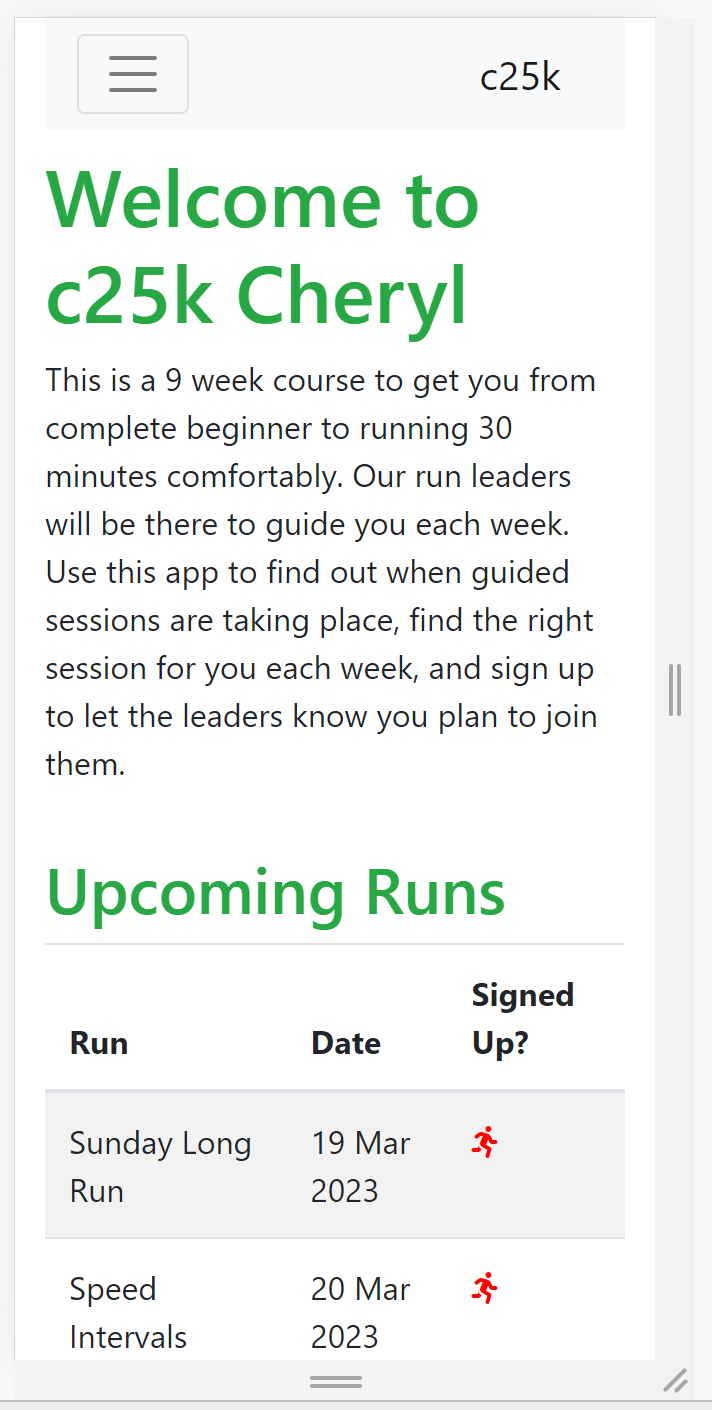 c25k
Welcome to
c25k Cheryl
This is a 9 week course to get you from
complete beginner to running 30
minutes comfortably. Our run leaders
will be there to guide you each week.
Use this app to find out when guided
sessions are taking place, find the right
session for you each week, and sign up
to let the leaders know you plan to join
them.
Upcoming Runs
Run Date Signed
Up?
Sunday Long 19 Mar
Run 2023
Speed 20 Mar
Intervals 2023